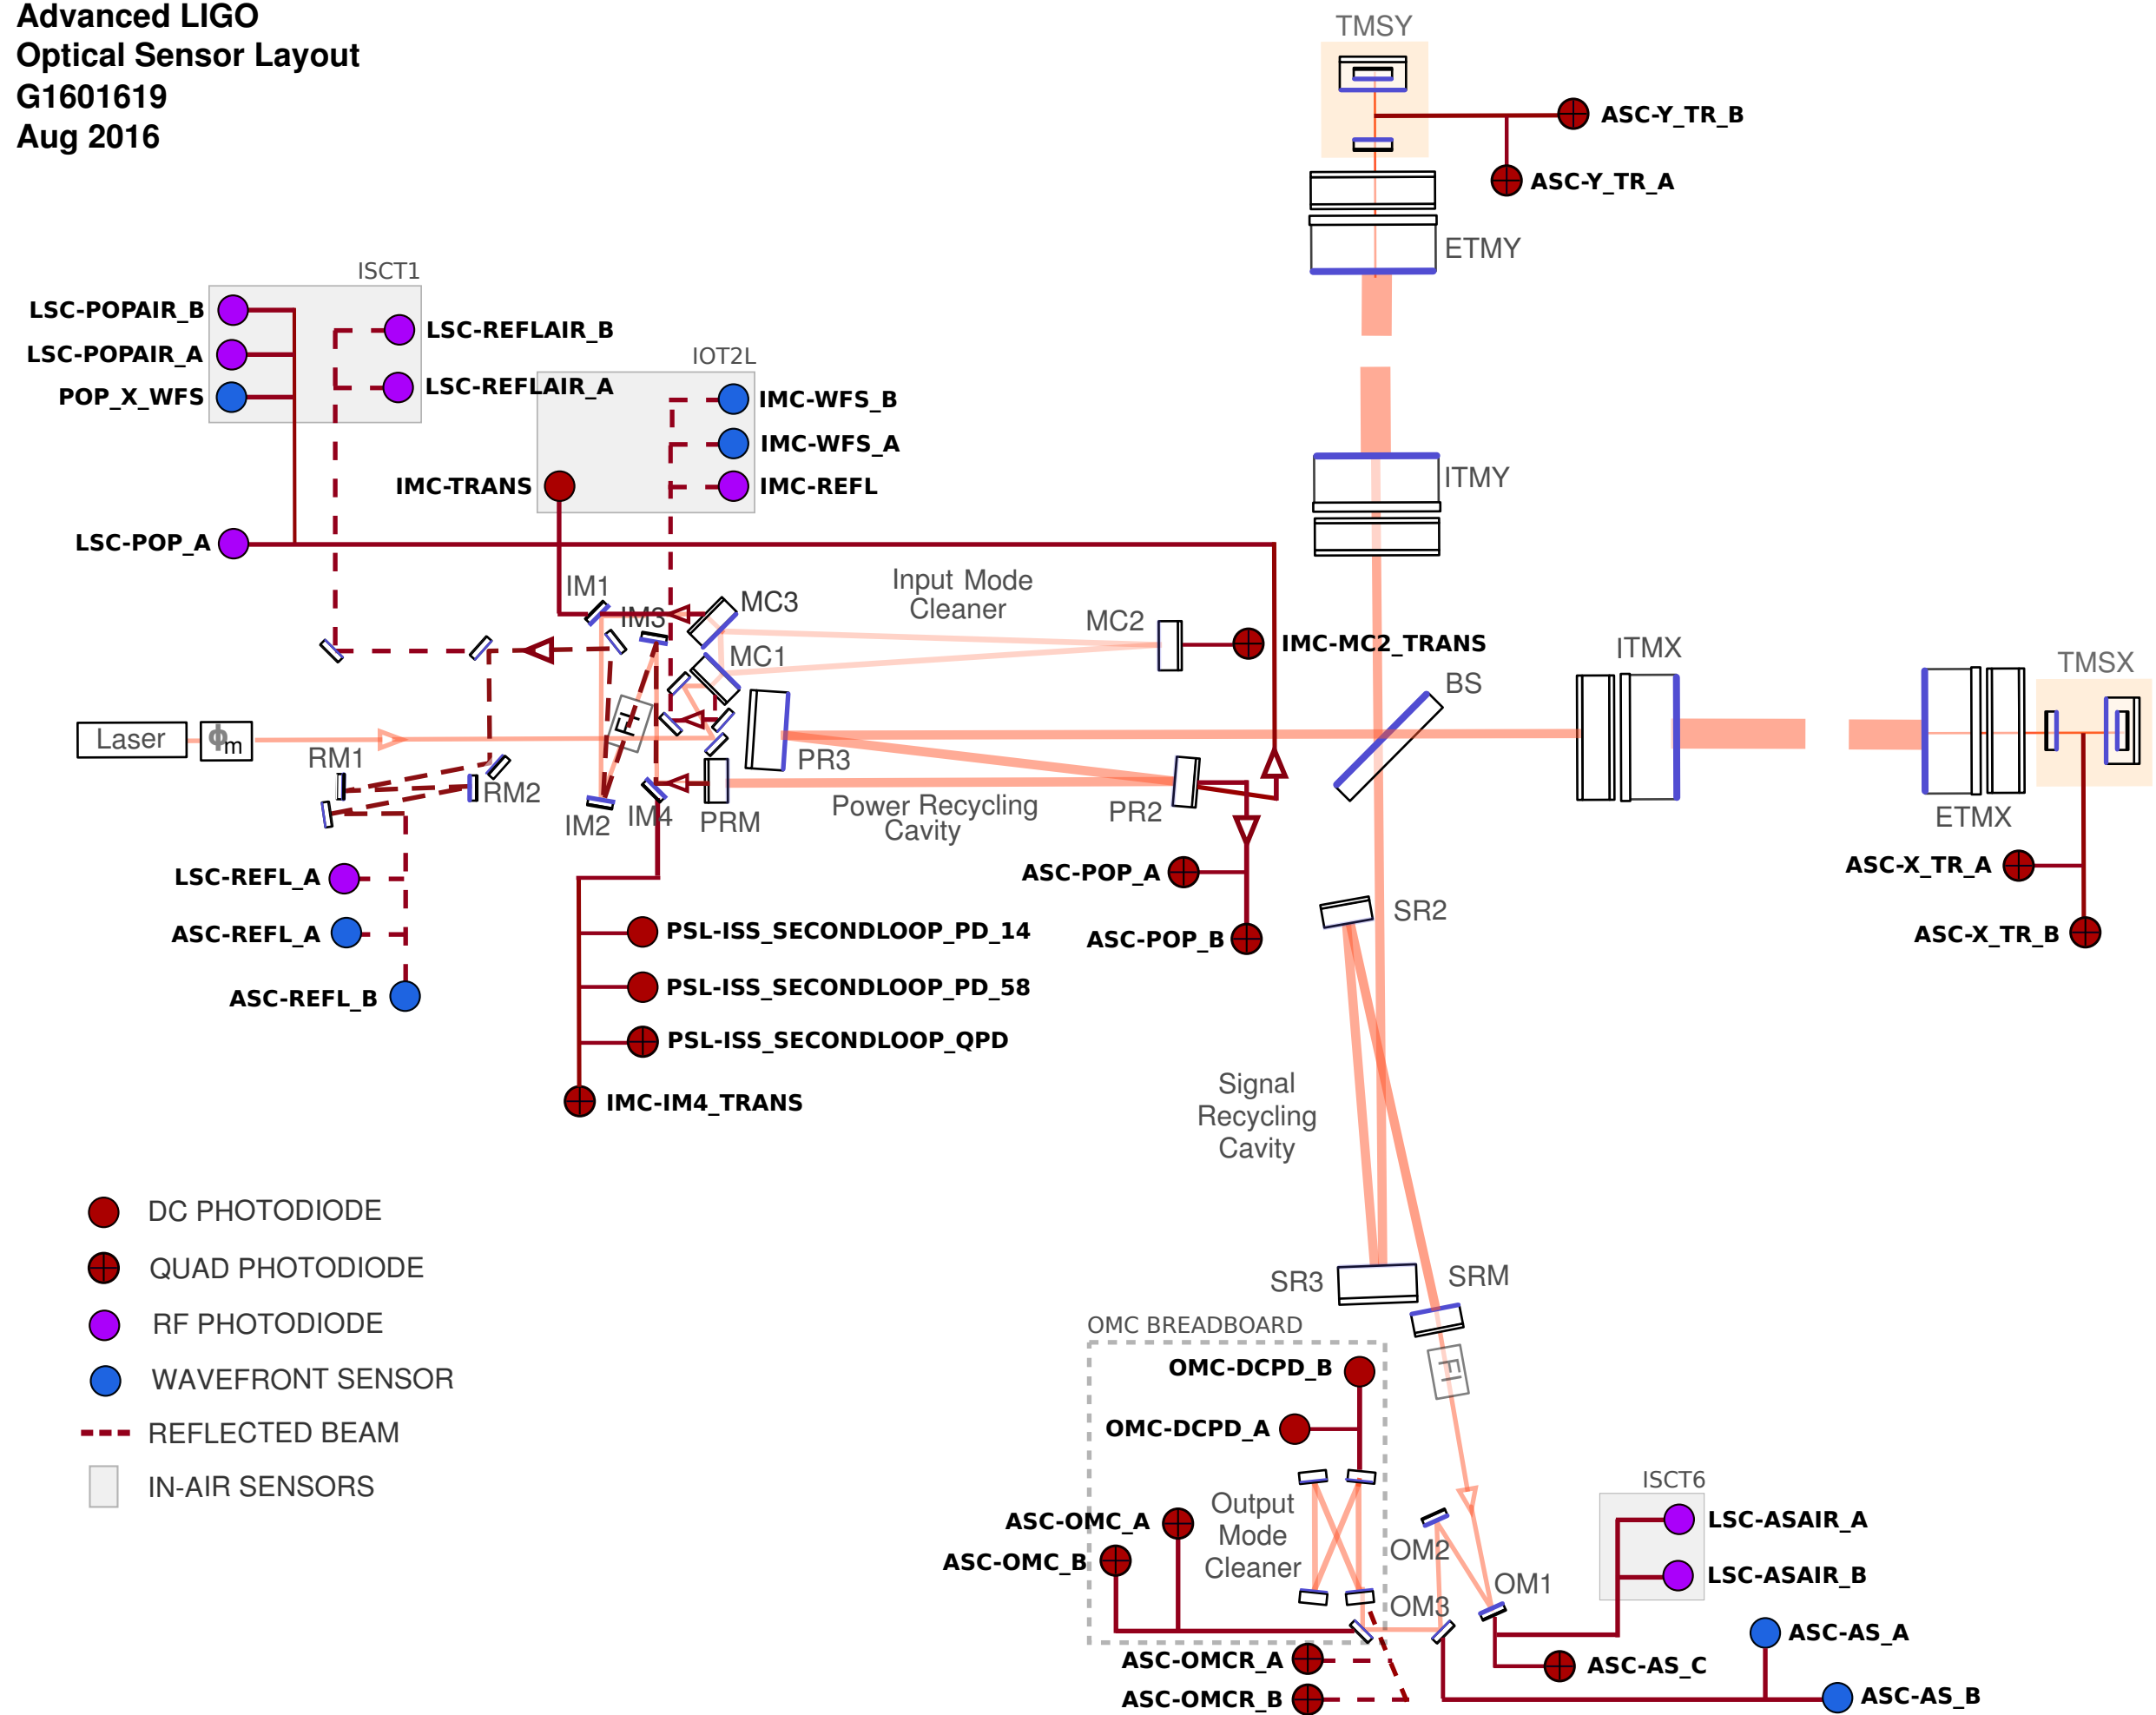 Advanced LIGO
Optical Sensor Layout
G1601619
Aug 2016
TMSY
ASC-Y_TR_B
ASC-Y_TR_A
ETMY
ISCT1
LSC-POPAIR_B
LSC-REFLAIR_B
LSC-POPAIR_A
LSC-REFLAIR_A
POP_X_WFS
IOT2L
IMC-WFS_B
IMC-WFS_A
IMC-TRANS
IMC-REFL
ITMY
LSC-POP_A
IM1
IM3
MC3
Input Mode
Cleaner
MC2
IMC-MC2_TRANS
MC1
BS
ITMX
TMSX
Laser
ϕm
FI
RM1
RM2
PR3
IM2
IM4
PRM
Power Recycling
Cavity
PR2
ETMX
LSC-REFL_A
ASC-REFL_A
ASC-REFL_B
ASC-POP_A
ASC-POP_B
ASC-X_TR_A
ASC-X_TR_B
SR2
PSL-ISS_SECONDLOOP_PD_14
PSL-ISS_SECONDLOOP_PD_58
PSL-ISS_SECONDLOOP_QPD
IMC-IM4_TRANS
Signal
Recycling
Cavity
DC PHOTODIODE
QUAD PHOTODIODE
RF PHOTODIODE
WAVEFRONT SENSOR
REFLECTED BEAM
IN-AIR SENSORS
SR3
SRM
FI
OMC BREADBOARD
OMC-DCPD_B
OMC-DCPD_A
ASC-OMC_A
ASC-OMC_B
Output
Mode
Cleaner
OM2
OM1
OM3
ISCT6
LSC-ASAIR_A
LSC-ASAIR_B
ASC-AS_A
ASC-AS_C
ASC-AS_B
ASC-OMCR_A
ASC-OMCR_B